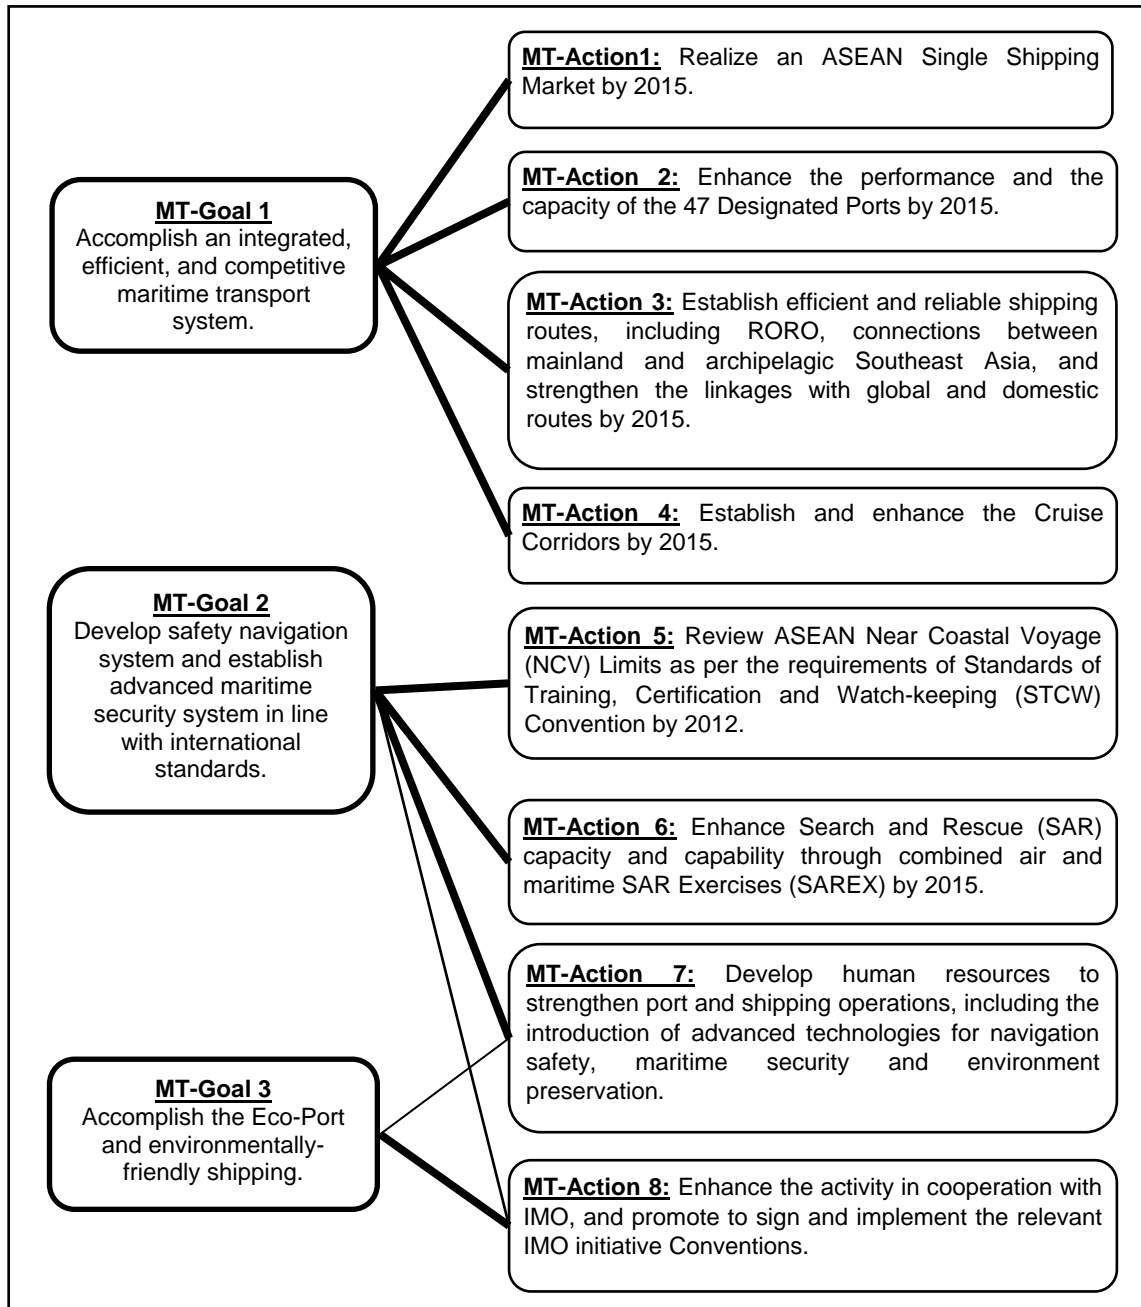 MT-Goal 1
Accomplish an integrated,
efficient, and competitive
maritime transport
system.
MT-Action1: Realize an ASEAN Single Shipping
Market by 2015.
MT-Action 2: Enhance the performance and the
capacity of the 47 Designated Ports by 2015.
MT-Action 3: Establish efficient and reliable shipping
routes, including RORO, connections between
mainland and archipelagic Southeast Asia, and
strengthen the linkages with global and domestic
routes by 2015.
MT-Action 4: Establish and enhance the Cruise
Corridors by 2015.
MT-Goal 2
Develop safety navigation
system and establish
advanced maritime
security system in line
with international
standards.
MT-Action 5: Review ASEAN Near Coastal Voyage
(NCV) Limits as per the requirements of Standards of
Training, Certification and Watch-keeping (STCW)
Convention by 2012.
MT-Action 6: Enhance Search and Rescue (SAR)
capacity and capability through combined air and
maritime SAR Exercises (SAREX) by 2015.
MT-Action 7: Develop human resources to
strengthen port and shipping operations, including the
introduction of advanced technologies for navigation
safety, maritime security and environment
preservation.
MT-Goal 3
Accomplish the Eco-Port
and environmentally-
friendly shipping.
MT-Action 8: Enhance the activity in cooperation with
IMO, and promote to sign and implement the relevant
IMO initiative Conventions.